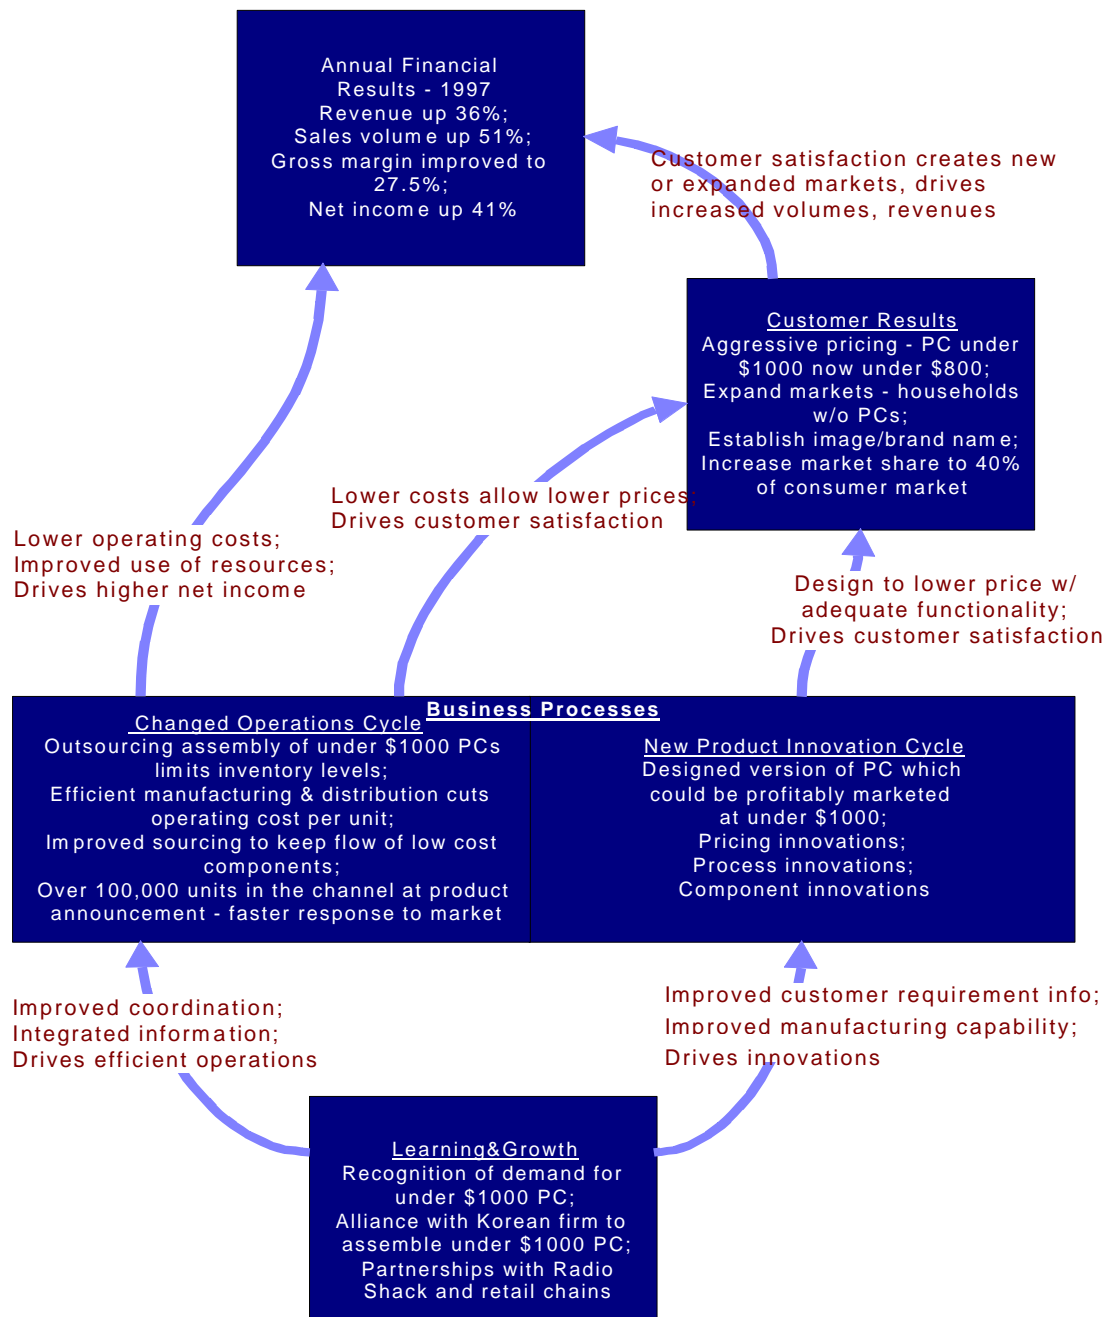 Annual Financial
Results - 1997
Revenue up 36%;
Sales volume up 51%;
Gross margin improved to
27.5%;
Net income up 41%
Customer satisfaction creates new
or expanded markets, drives
increased volumes, revenues
Customer Results
Aggressive pricing - PC under
$1000 now under $800;
Expand markets - households
w/o PCs;
Establish image/brand name;
Increase market share to 40%
of consumer market
Lower costs allow lower prices;
Drives customer satisfaction
Lower operating costs;
Improved use of resources;
Drives higher net income
Design to lower price w/
adequate functionality;
Drives customer satisfaction
Business Processes
Changed Operations Cycle
Outsourcing assembly of under $1000 PCs
limits inventory levels;
Efficient manufacturing & distribution cuts
operating cost per unit;
Improved sourcing to keep flow of low cost
components;
Over 100,000 units in the channel at product
announcement - faster response to market
New Product Innovation Cycle
Designed version of PC which
could be profitably marketed
at under $1000;
Pricing innovations;
Process innovations;
Component innovations
Improved coordination;
Integrated information;
Drives efficient operations
Improved customer requirement info;
Improved manufacturing capability;
Drives innovations
Learning&Growth
Recognition of demand for
under $1000 PC;
Alliance with Korean firm to
assemble under $1000 PC;
Partnerships with Radio
Shack and retail chains